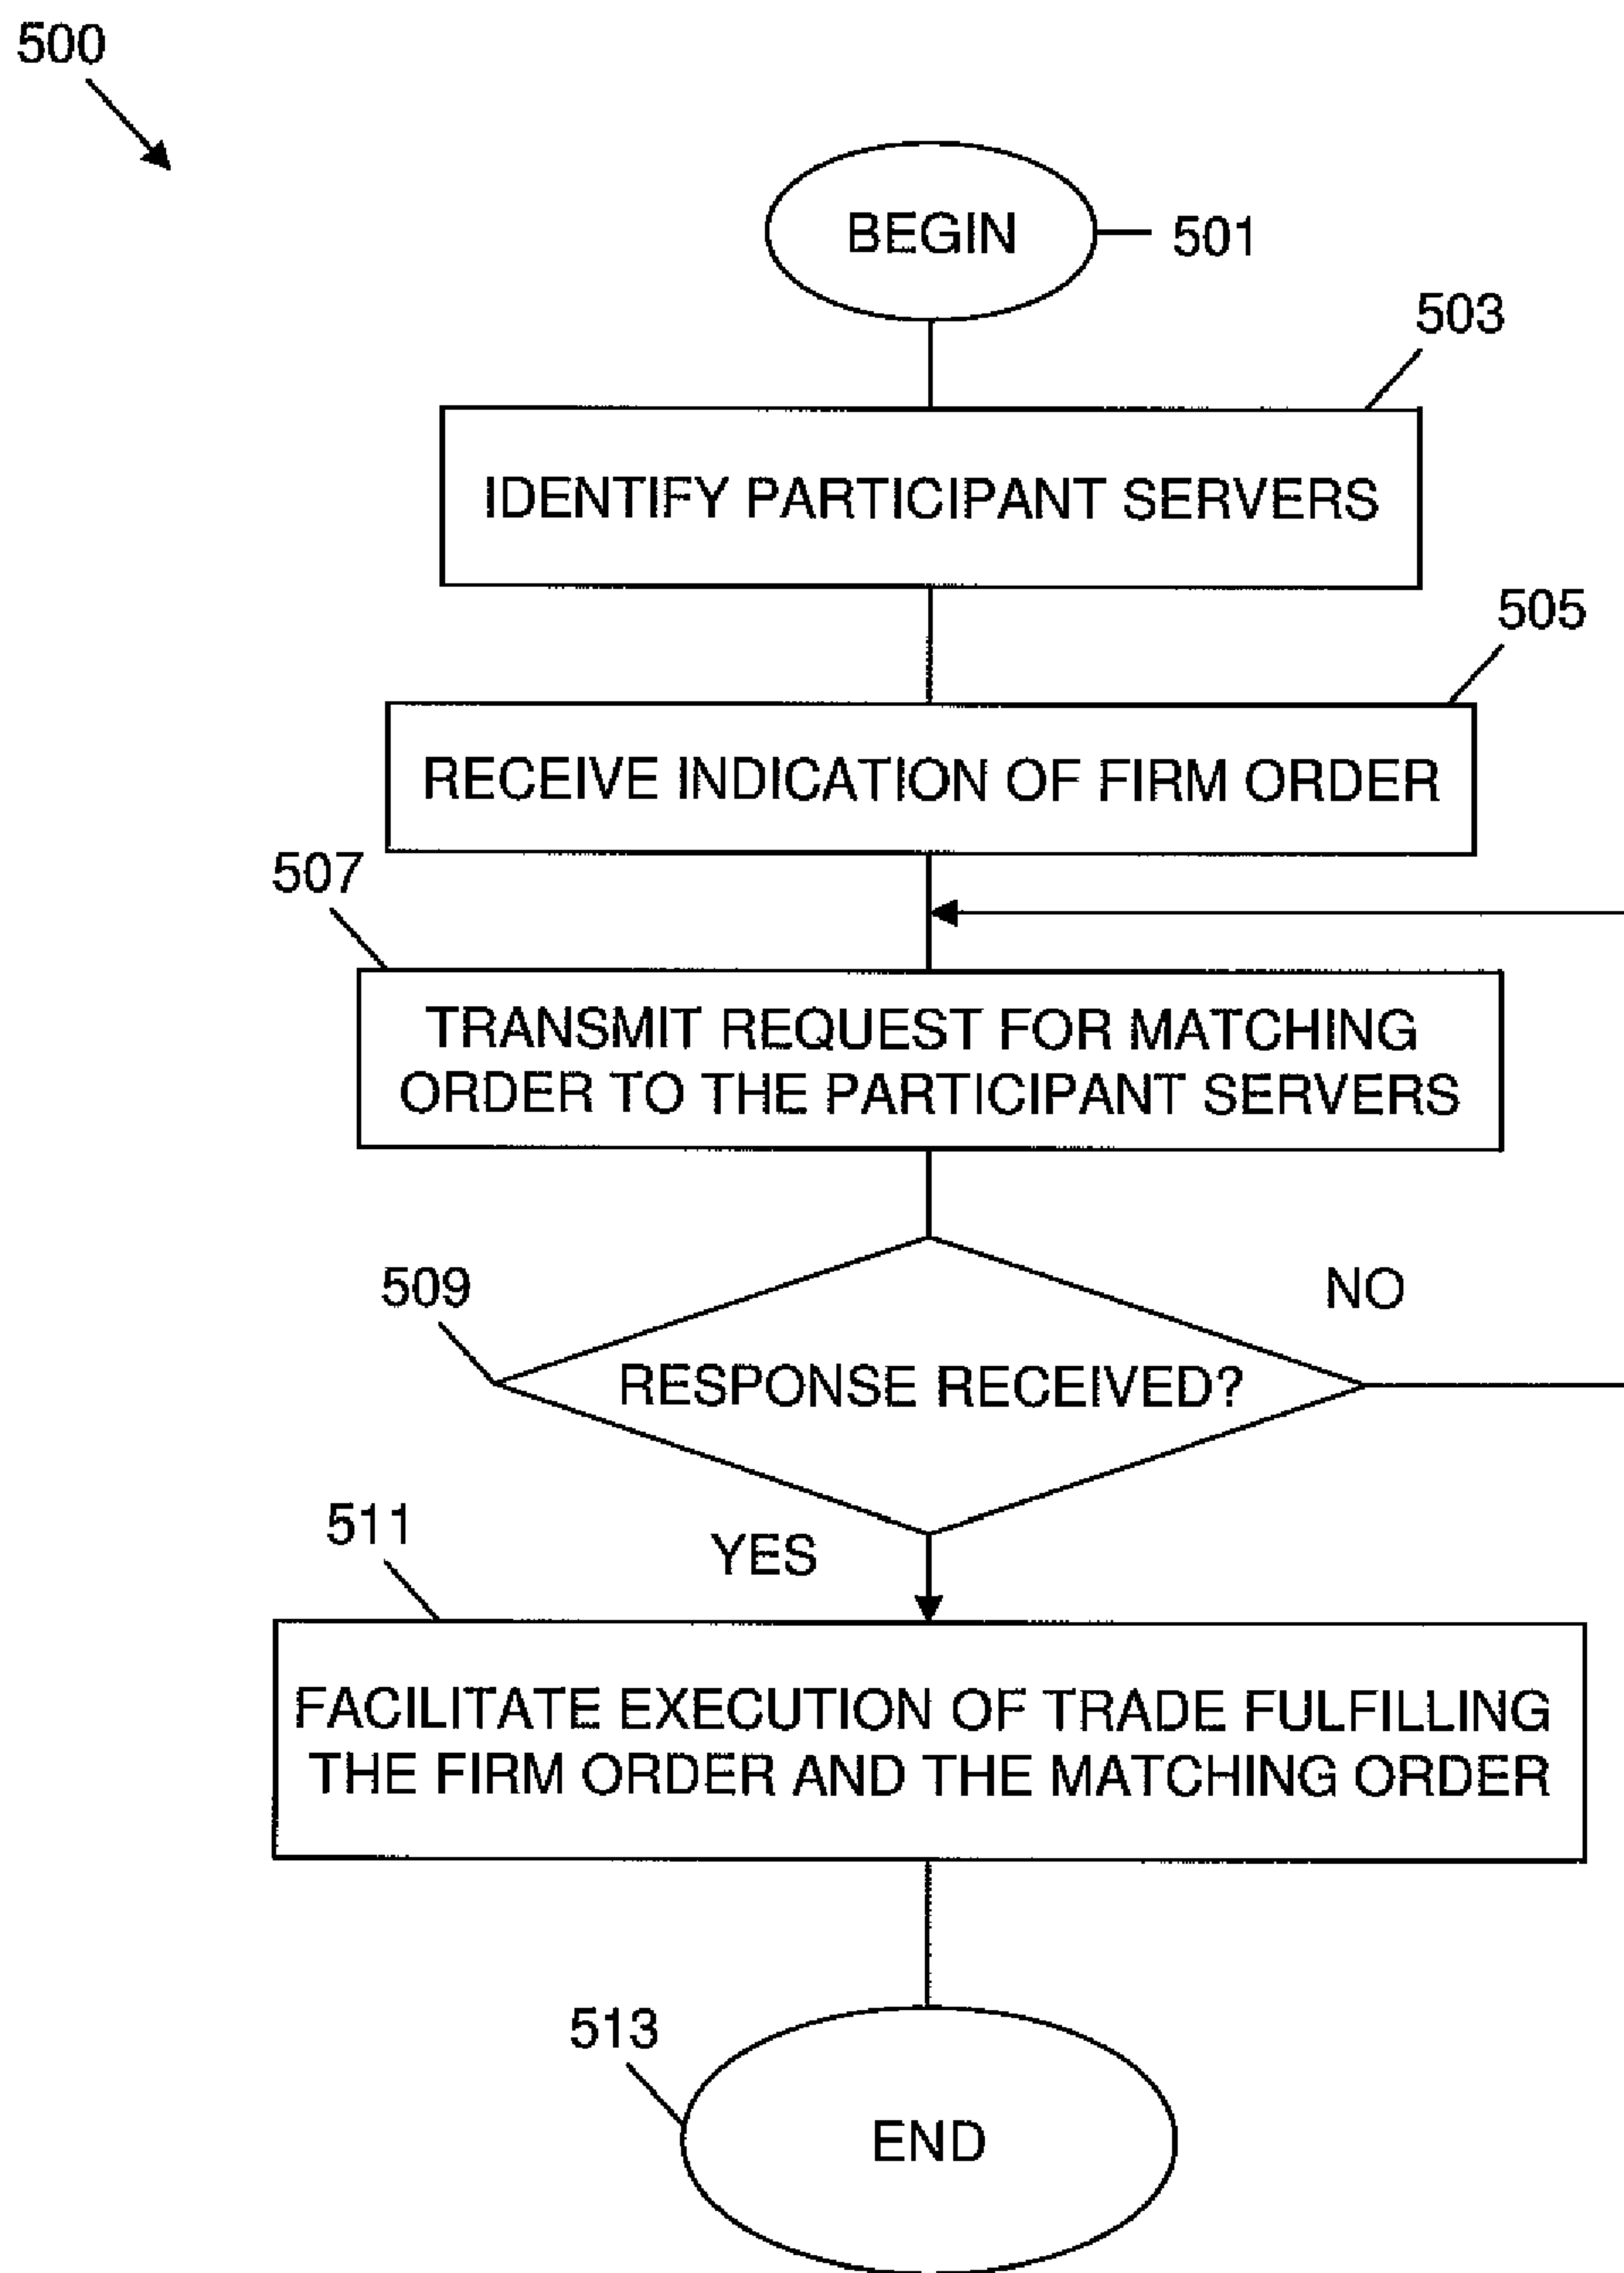 500
BEGIN
501
503
IDENTIFY PARTICIPANT SERVERS
505
RECEIVE INDICATION OF FIRM ORDER
507
TRANSMIT REQUEST FOR MATCHING
ORDER TO THE PARTICIPANT SERVERS
509
NO
RESPONSE RECEIVED?
511
YES
FACILITATE EXECUTION OF TRADE FULFILLING
THE FIRM ORDER AND THE MATCHING ORDER
513
END